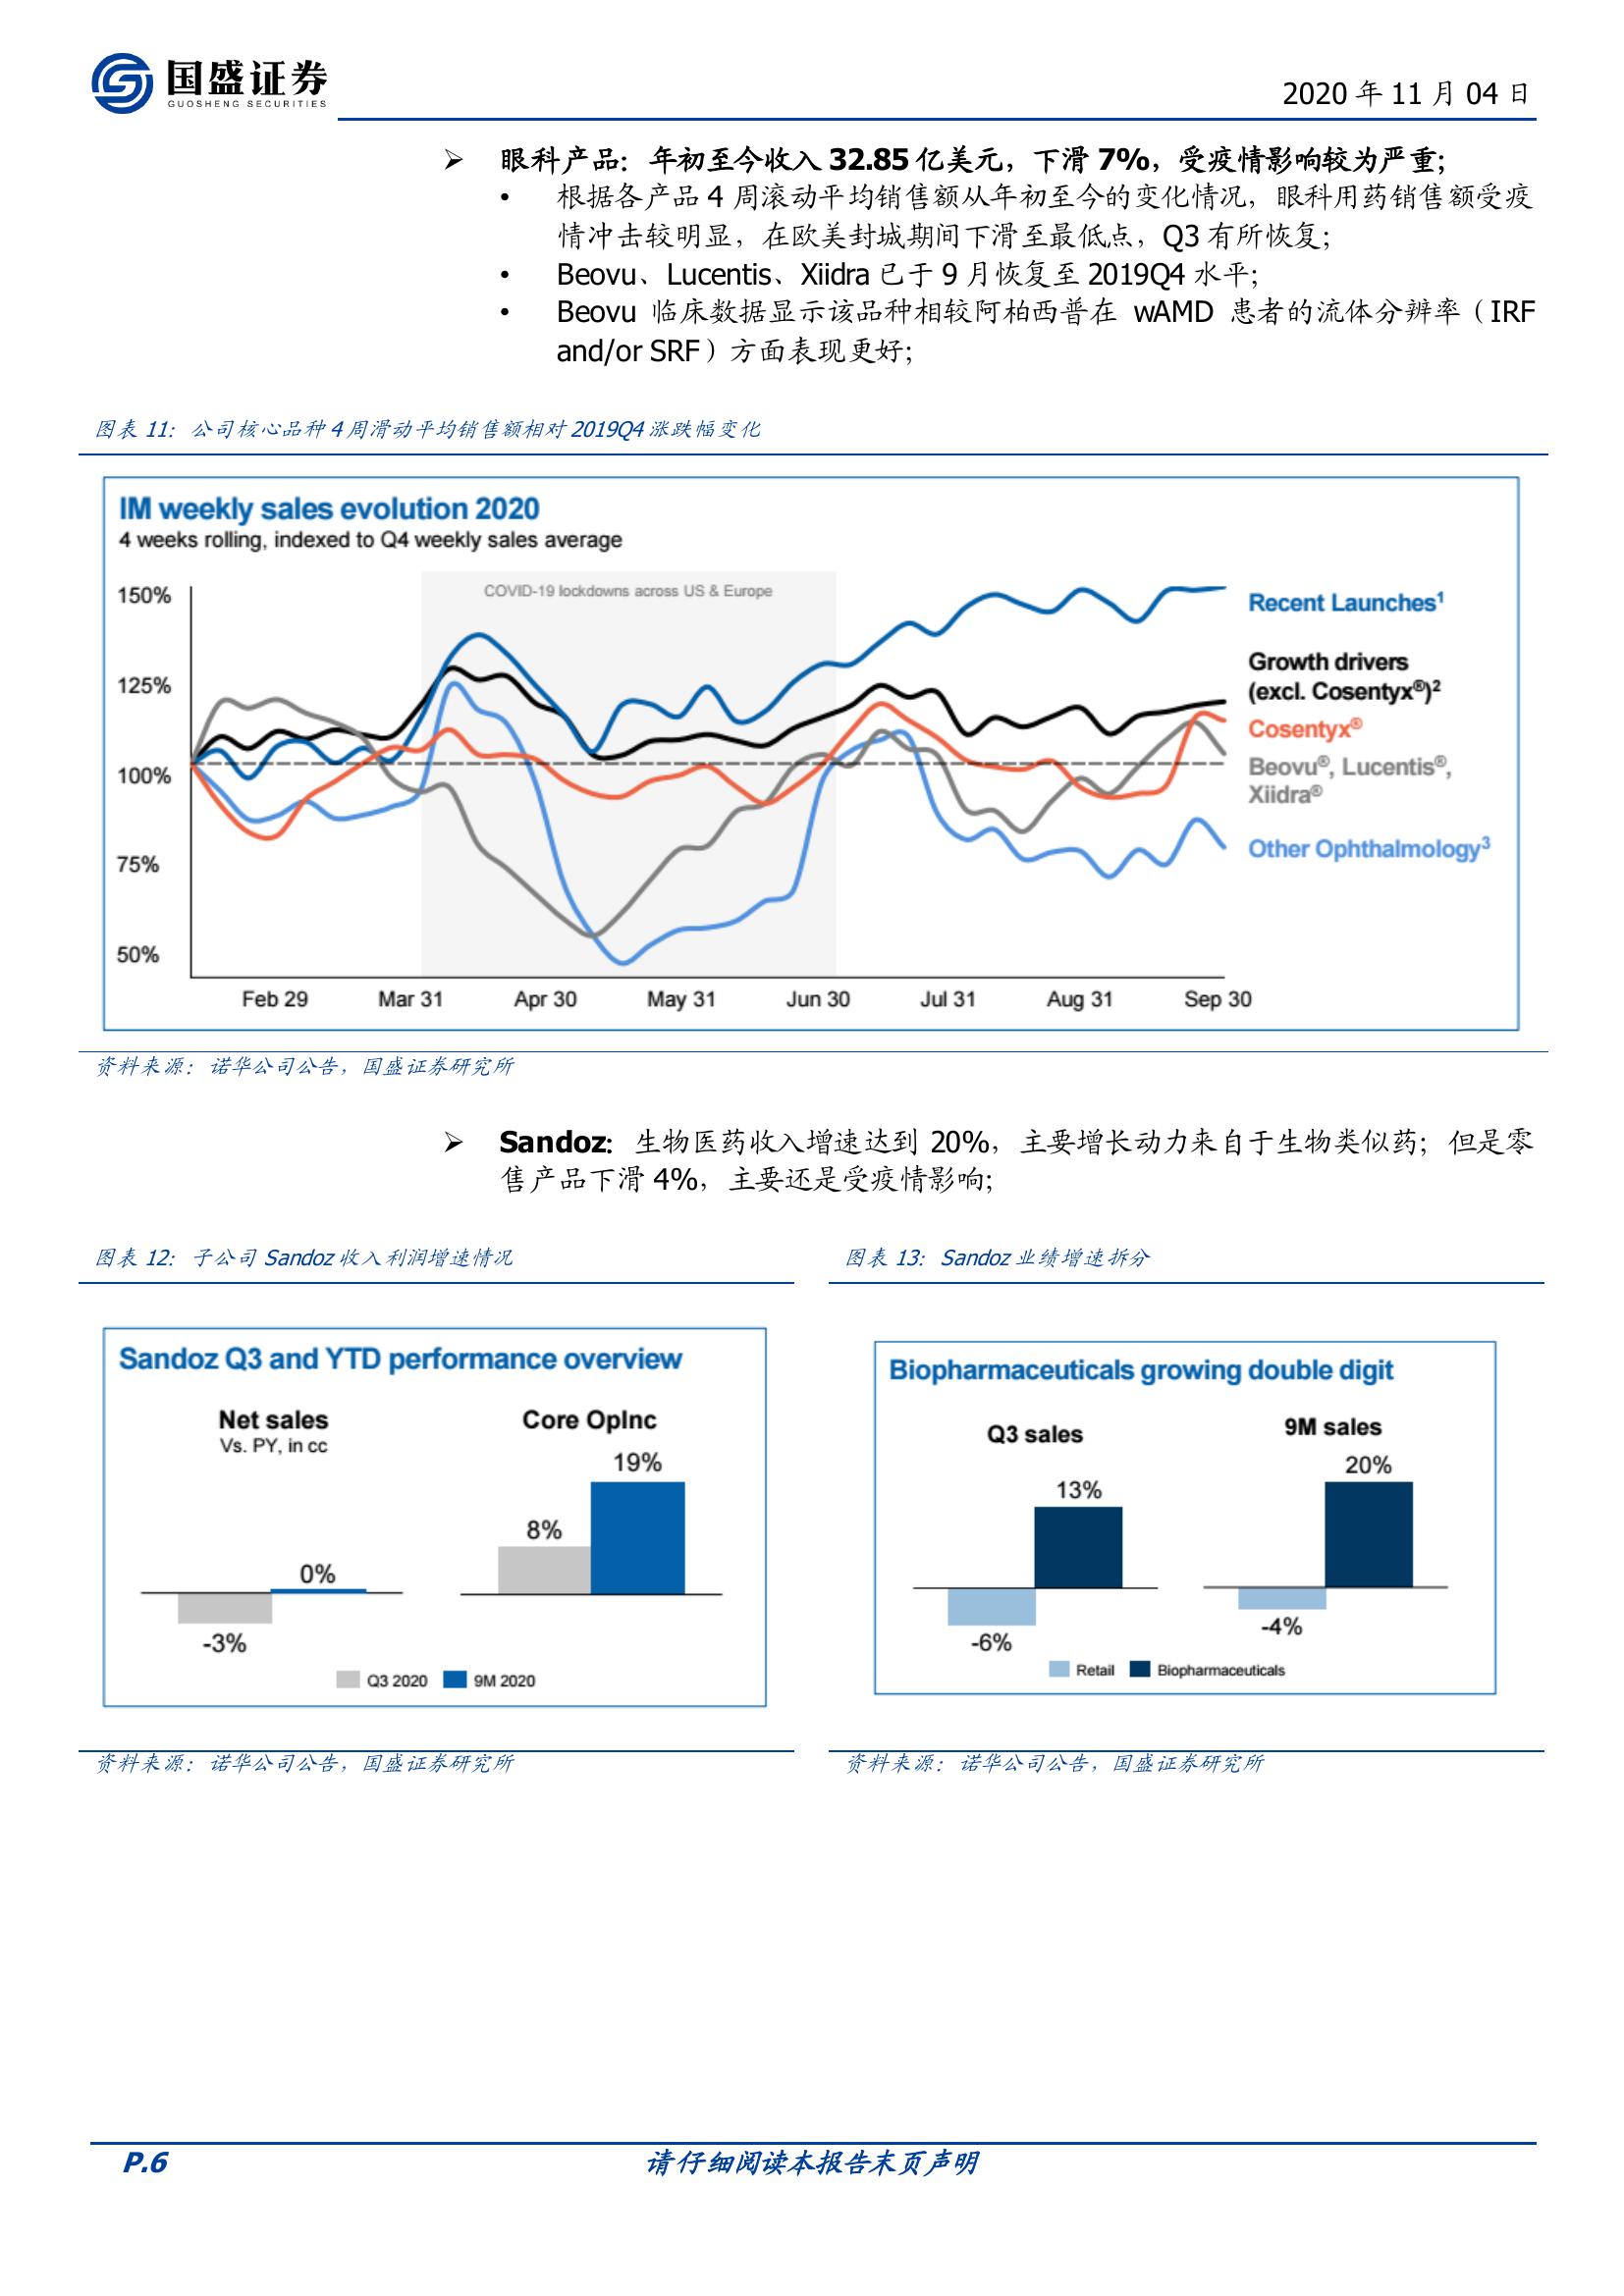 国盛证券
GUOSHENG SECURITIES
2020 年 11 月 04 日
➢ 眼科产品：年初至今收入 32.85 亿美元，下滑 7%，受疫情影响较为严重；
• 根据各产品 4 周滚动平均销售额从年初至今的变化情况，眼科用药销售额受疫
情冲击较明显，在欧美封城期间下滑至最低点，Q3 有所恢复；
• Beovu、Lucentis、Xiidra 已于 9 月恢复至 2019Q4 水平；
• Beovu 临床数据显示该品种相较阿柏西普在 wAMD 患者的流体分辨率（IRF
and/or SRF）方面表现更好；
图表 11：公司核心品种 4 周滑动平均销售额相对 2019Q4 涨跌幅变化
IM weekly sales evolution 2020
4 weeks rolling, indexed to Q4 weekly sales average
COVID-19 lockdowns across US & Europe
150%
125%
100%
75%
50%
Recent Launches¹
Growth drivers
(excl. Cosentyx®)²
Cosentyx®
Beovu®, Lucentis®,
Xiidra®
Other Ophthalmology³
Feb 29 Mar 31 Apr 30 May 31 Jun 30 Jul 31 Aug 31 Sep 30
资料来源：诺华公司公告，国盛证券研究所
➢ Sandoz：生物医药收入增速达到 20%，主要增长动力来自于生物类似药；但是零
售产品下滑 4%，主要还是受疫情影响；
图表 12：子公司 Sandoz 收入利润增速情况
Sandoz Q3 and YTD performance overview
Net sales
Vs. PY, in cc
Core OpInc
19%
8%
0%
-3%
Q3 2020 9M 2020
资料来源：诺华公司公告，国盛证券研究所
图表 13：Sandoz 业绩增速拆分
Biopharmaceuticals growing double digit
Q3 sales
9M sales
13%
20%
-6%
-4%
Retail Biopharmaceuticals
资料来源：诺华公司公告，国盛证券研究所
P.6
请仔细阅读本报告末页声明